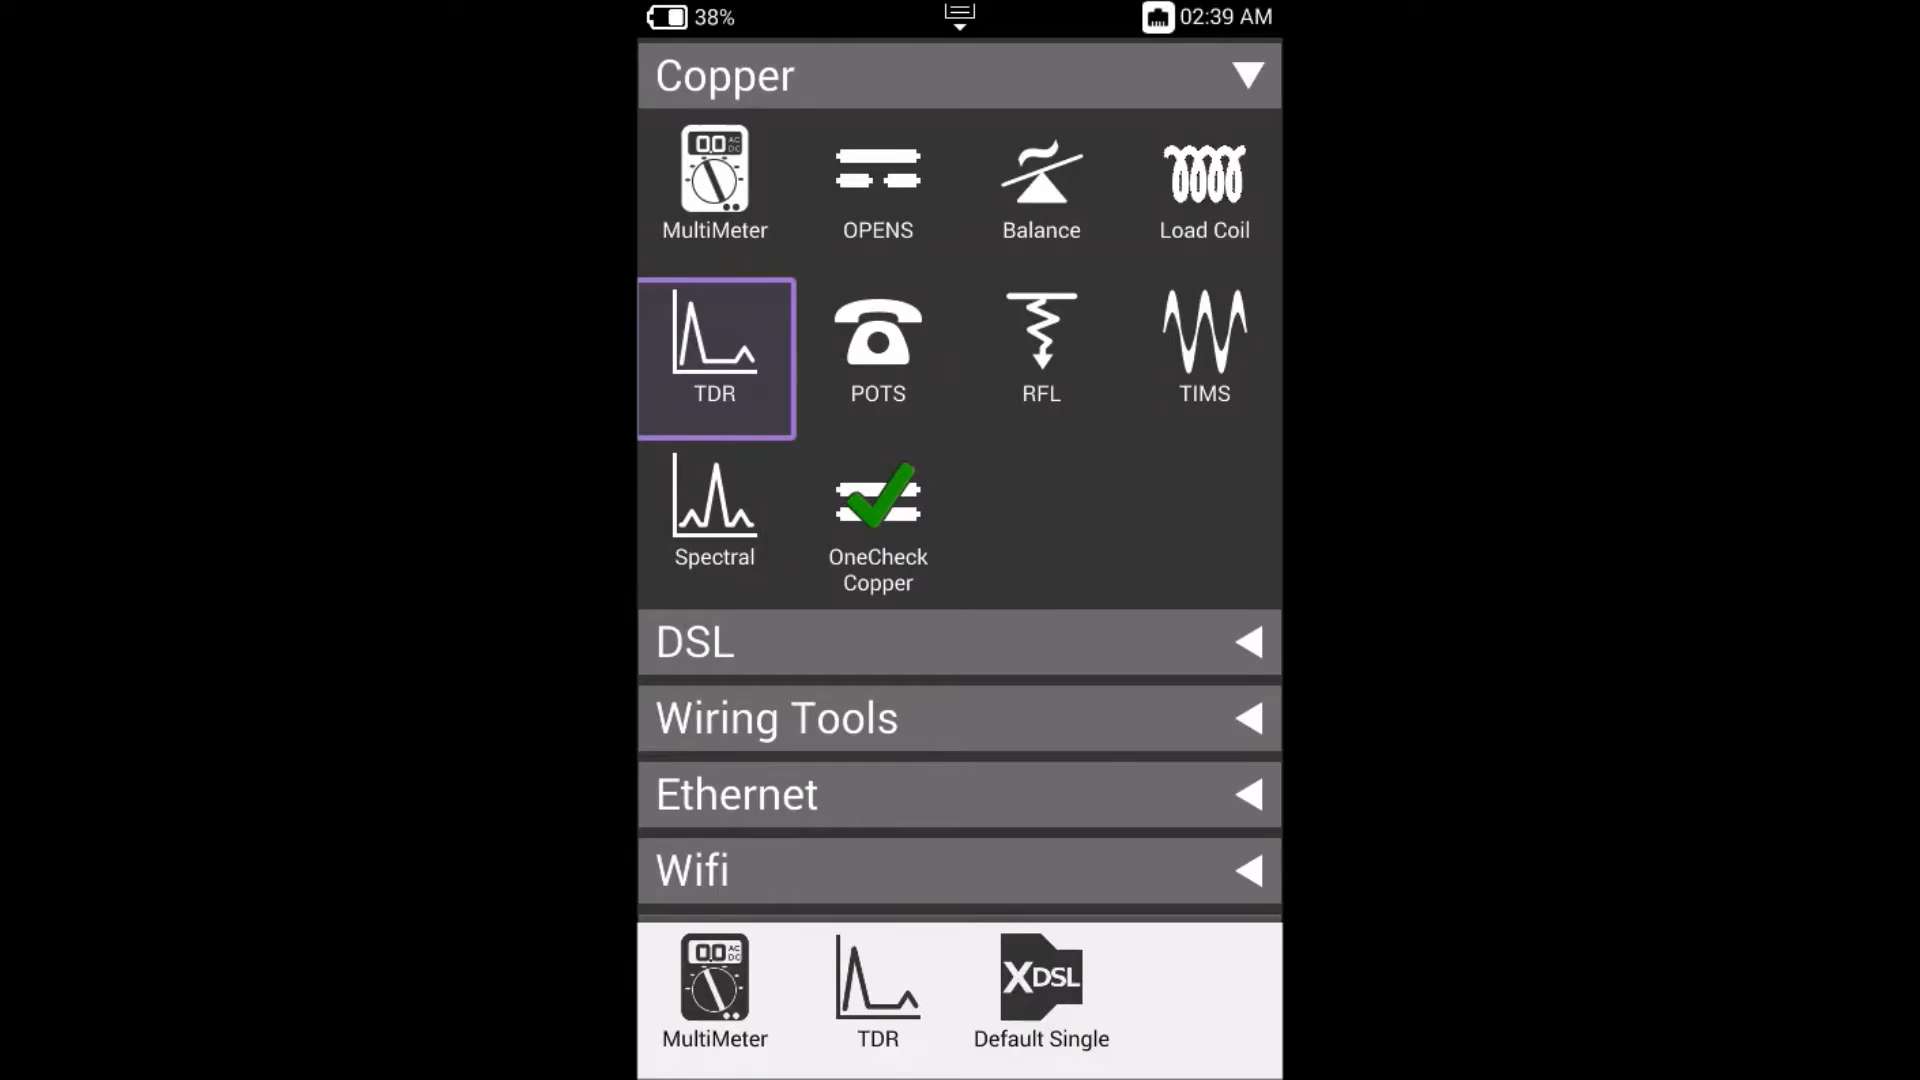 38%
02:39 AM
Copper
MultiMeter
OPENS
Balance
Load Coil
TDR
POTS
RFL
TIMS
Spectral
OneCheck
Copper
DSL
Wiring Tools
Ethernet
Wifi
MultiMeter
TDR
XDSL
Default Single